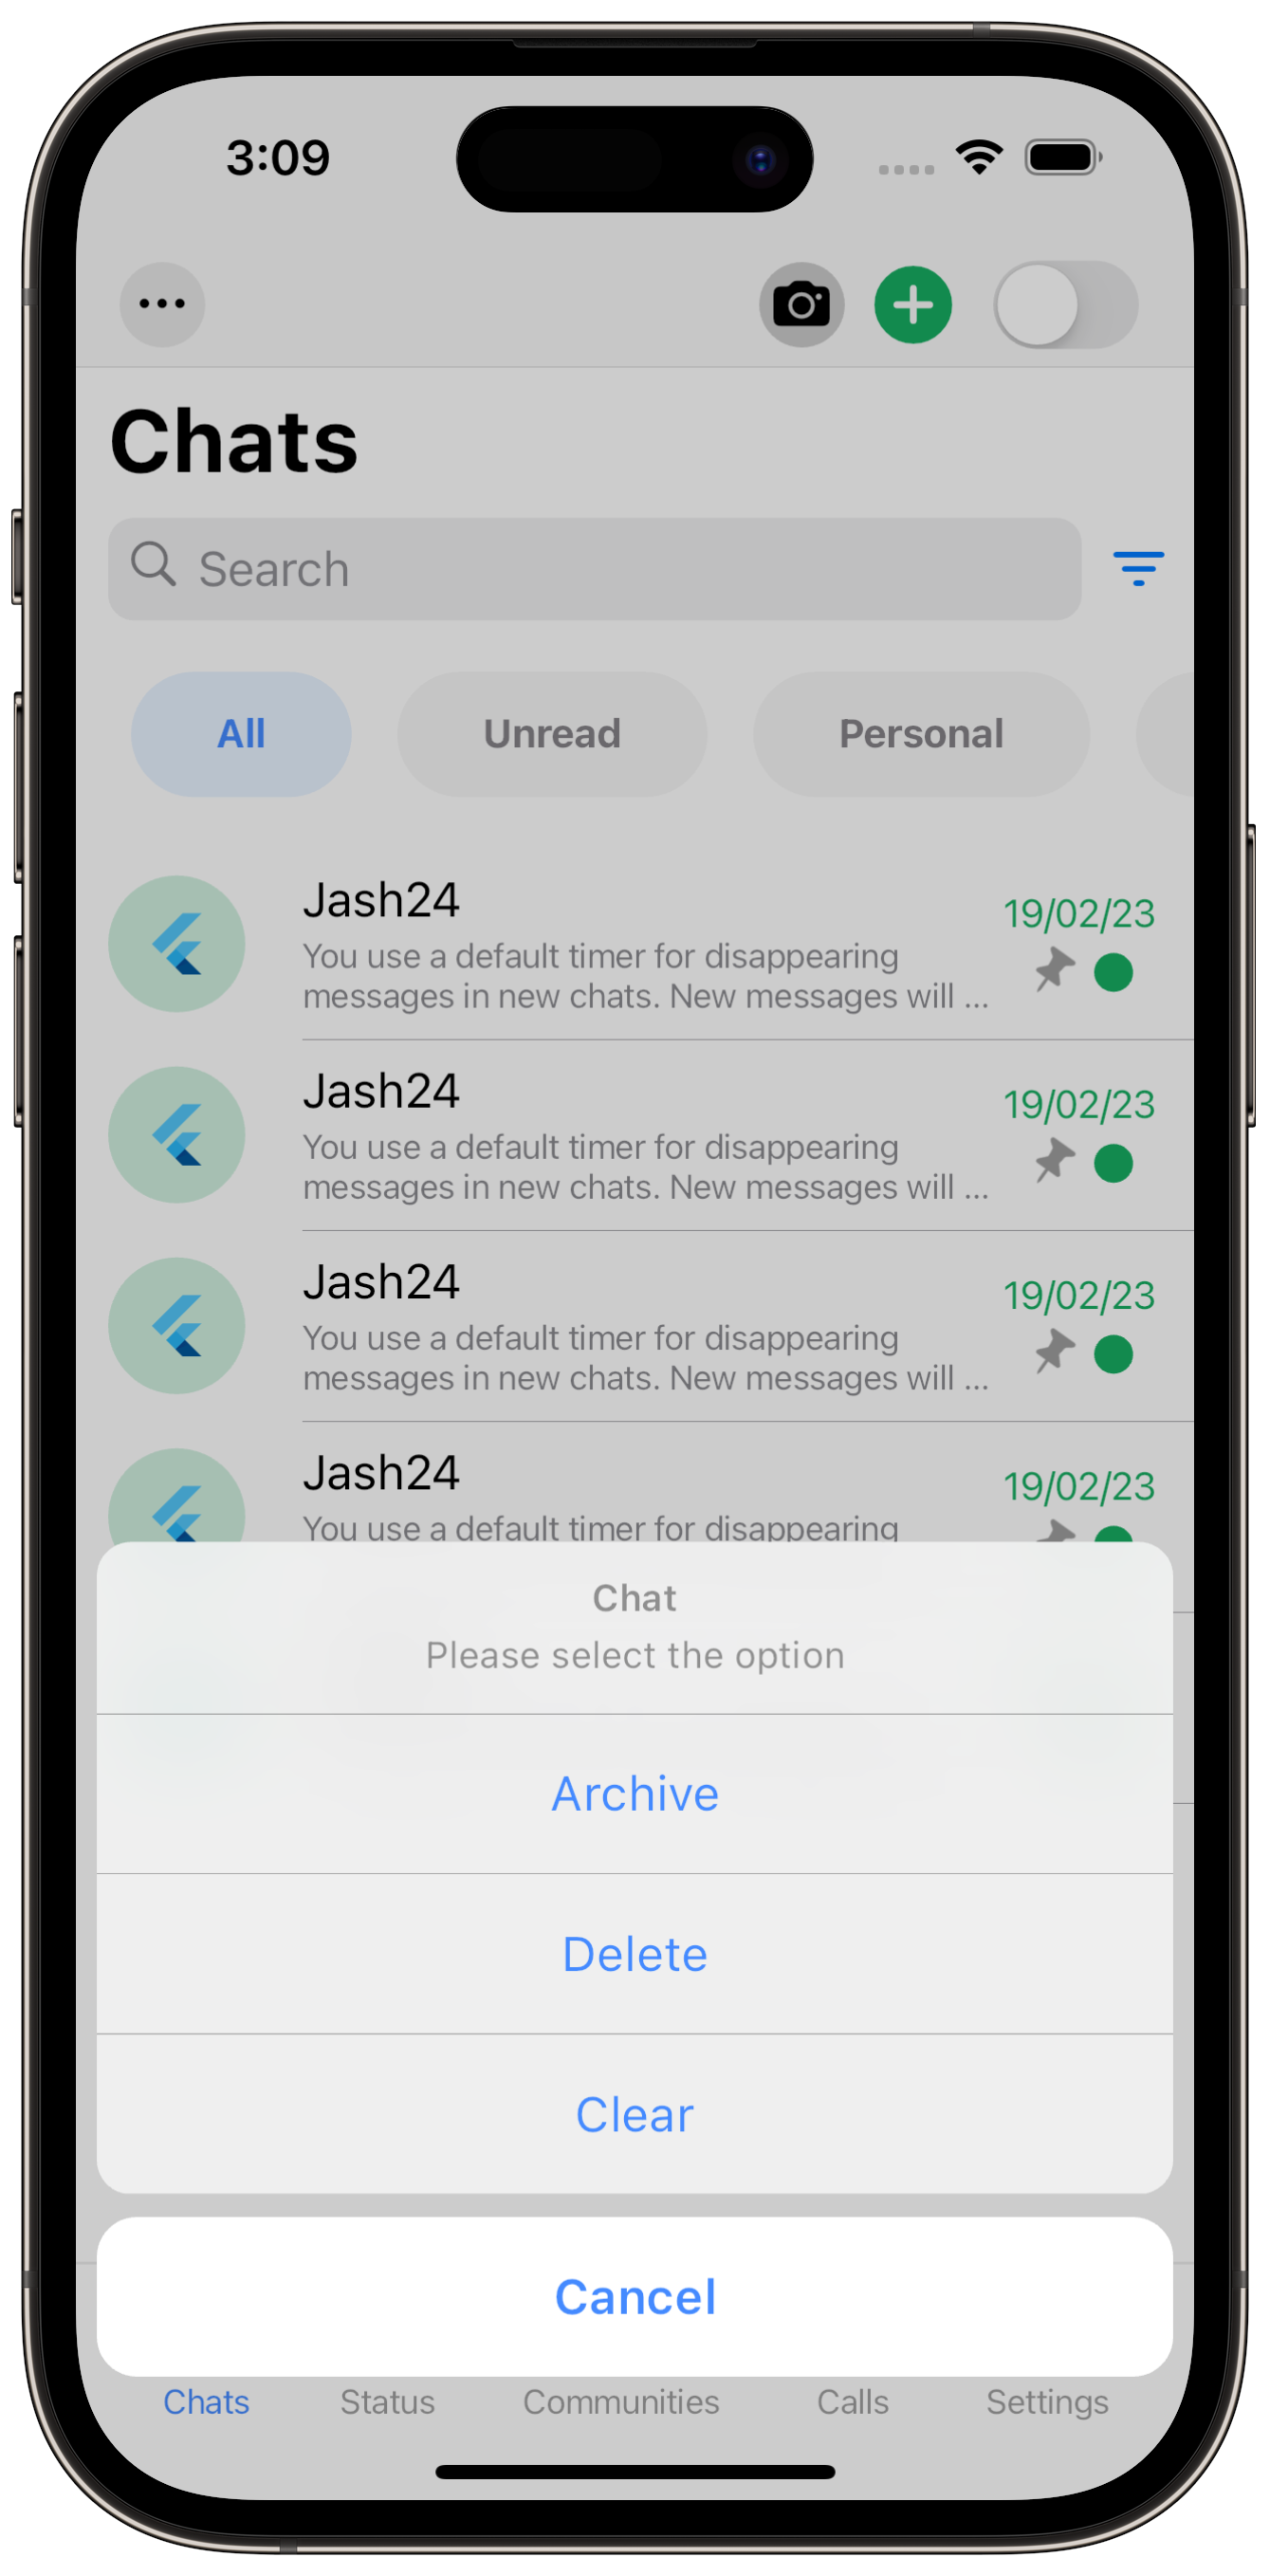 3:09
Chats
Search
All
Unread
Personal
Jash24
19/02/23
You use a default timer for disappearing
messages in new chats. New messages will ...
Jash24
19/02/23
You use a default timer for disappearing
messages in new chats. New messages will ...
Jash24
19/02/23
You use a default timer for disappearing
messages in new chats. New messages will ...
Jash24
19/02/23
You use a default timer for disappearing
Chat
Please select the option
Archive
Delete
Clear
Cancel
Chats
Status
Communities
Calls
Settings